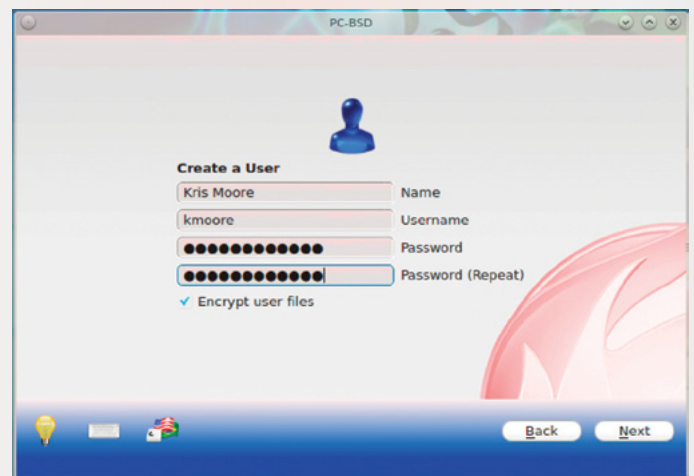 PC-BSD
Create a User
Kris Moore Name
kmoore Username
●●●●●●●●●●●● Password
●●●●●●●●●●●● Password (Repeat)
Encrypt user files
Back Next